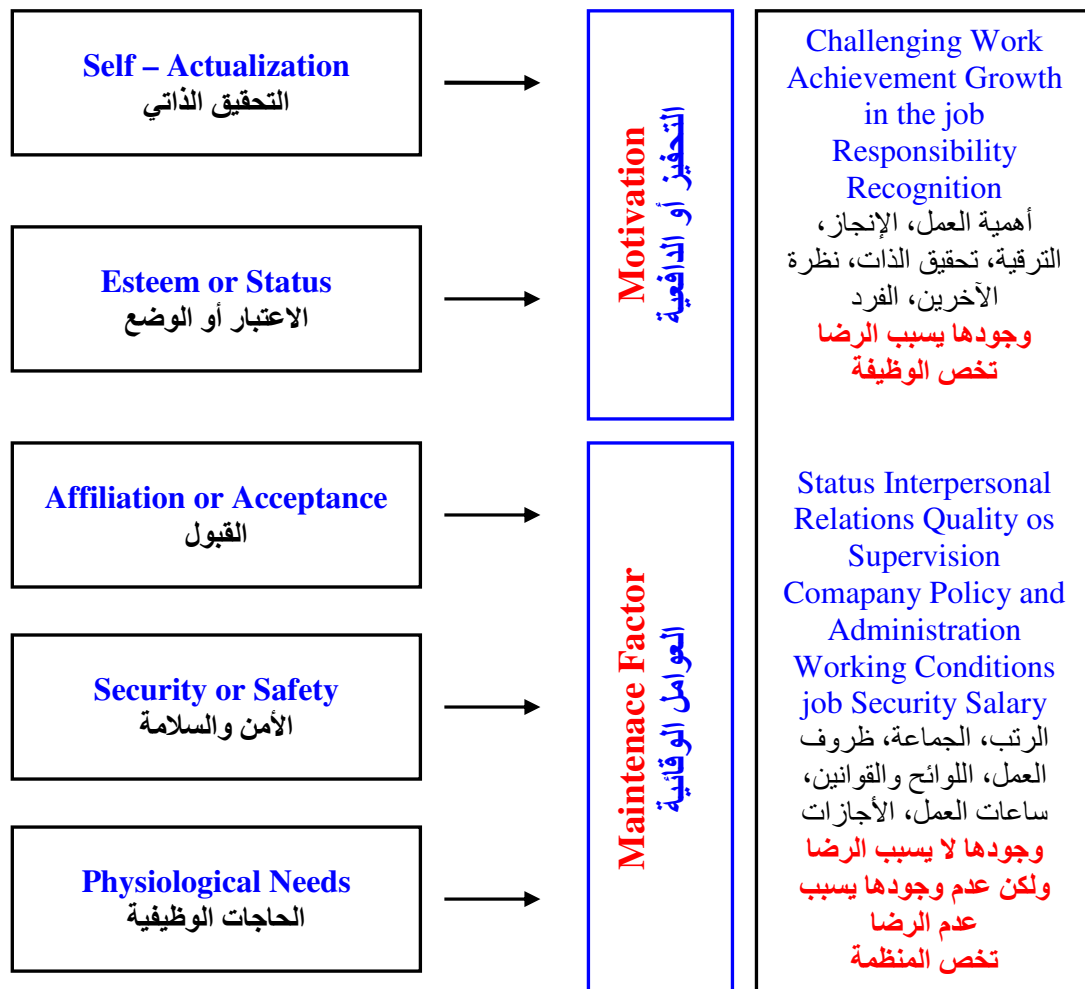 Self – Actualization
التحقيق الذاتي
Esteem or Status
الاعتبار أو الوضع
Affiliation or Acceptance
القبول
Security or Safety
الأمن والسلامة
Physiological Needs
الحاجات الوظيفية
Motivation
التحفيز أو الدافعية
Maintenace Factor
العوامل الوقائية
Challenging Work
Achievement Growth
in the job
Responsibility
Recognition
أهمية العمل، الإنجاز،
الترقية، تحقيق الذات، نظرة
الآخرين، الفرد
وجودها يسبب الرضا
تخص الوظيفة
Status Interpersonal
Relations Quality os
Supervision
Comapany Policy and
Administration
Working Conditions
job Security Salary
الرتب، الجماعة، ظروف
العمل، اللوائح والقوانين،
ساعات العمل، الأجازات
وجودها لا يسبب الرضا
ولكن عدم وجودها يسبب
عدم الرضا
تخص المنظمة